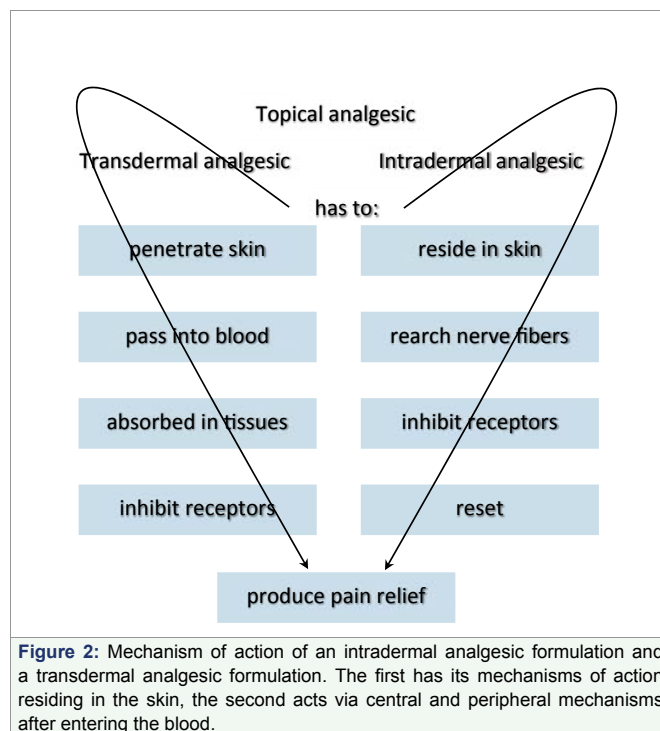 Topical analgesic
Transdermal analgesic Intradermal analgesic
has to:
penetrate skin reside in skin
pass into blood rearch nerve fibers
absorbed in tissues inhibit receptors
inhibit receptors reset
produce pain relief
Figure 2: Mechanism of action of an intradermal analgesic formulation and
a transdermal analgesic formulation. The first has its mechanisms of action
residing in the skin, the second acts via central and peripheral mechanisms
after entering the blood.